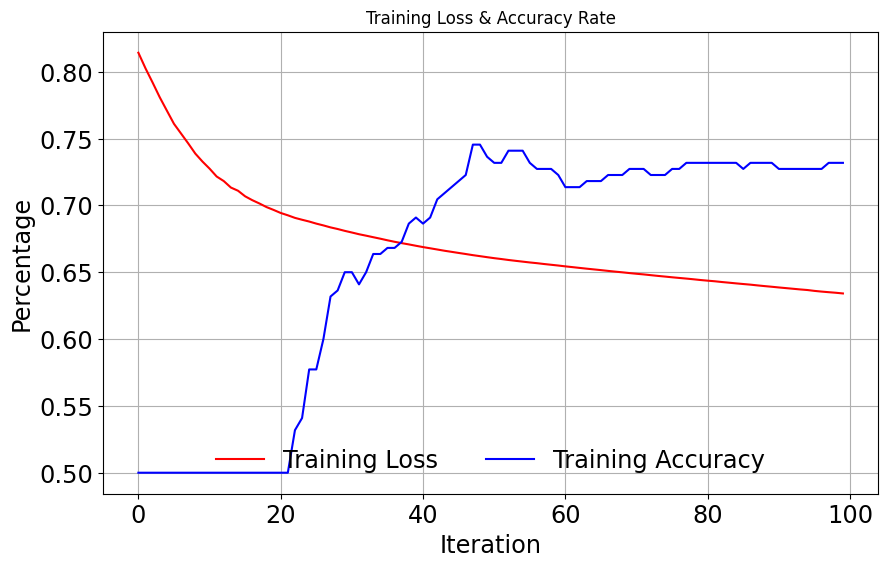 Training Loss & Accuracy Rate
Percentage
0.80
0.75
0.70
0.65
0.60
0.55
0.50
Training Loss Training Accuracy
0 20 40 60 80 100
Iteration